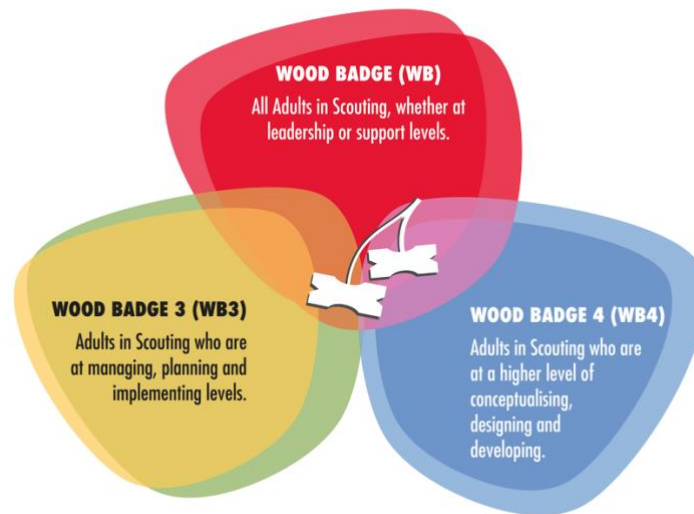 WOOD BADGE (WB)
All Adults in Scouting, whether at
leadership or support levels.
WOOD BADGE 3 (WB3)
Adults in Scouting who are
at managing, planning and
implementing levels.
WOOD BADGE 4 (WB4)
Adults in Scouting who are
at a higher level of
conceptualising,
designing and
developing.